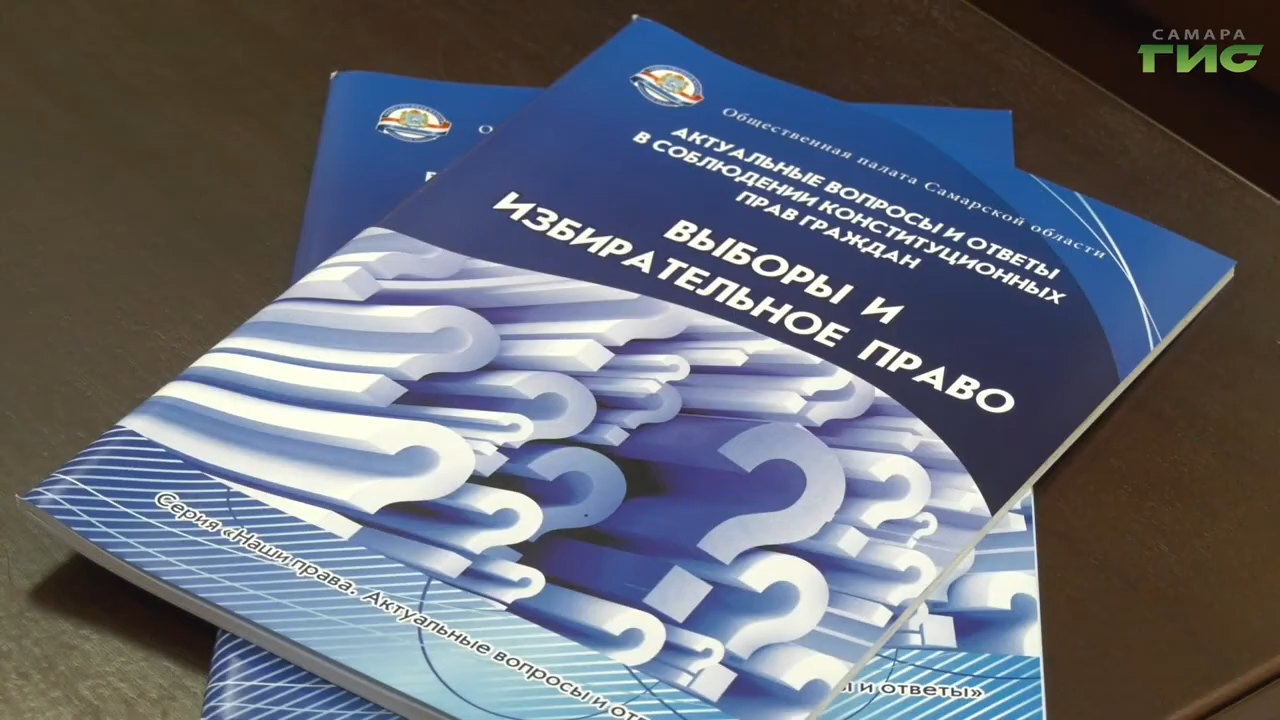 САМАРА
ГИС
Общественная палата Самарской области
АКТУАЛЬНЫЕ ВОПРОСЫ И ОТВЕТЫ
В СОБЛЮДЕНИИ КОНСТИТУЦИОННЫХ
ПРАВ ГРАЖДАН
ВЫБОРЫ И
ИЗБИРАТЕЛЬНОЕ ПРАВО
Серия «Наши права. Актуальные вопросы и отв
ы и ответы»